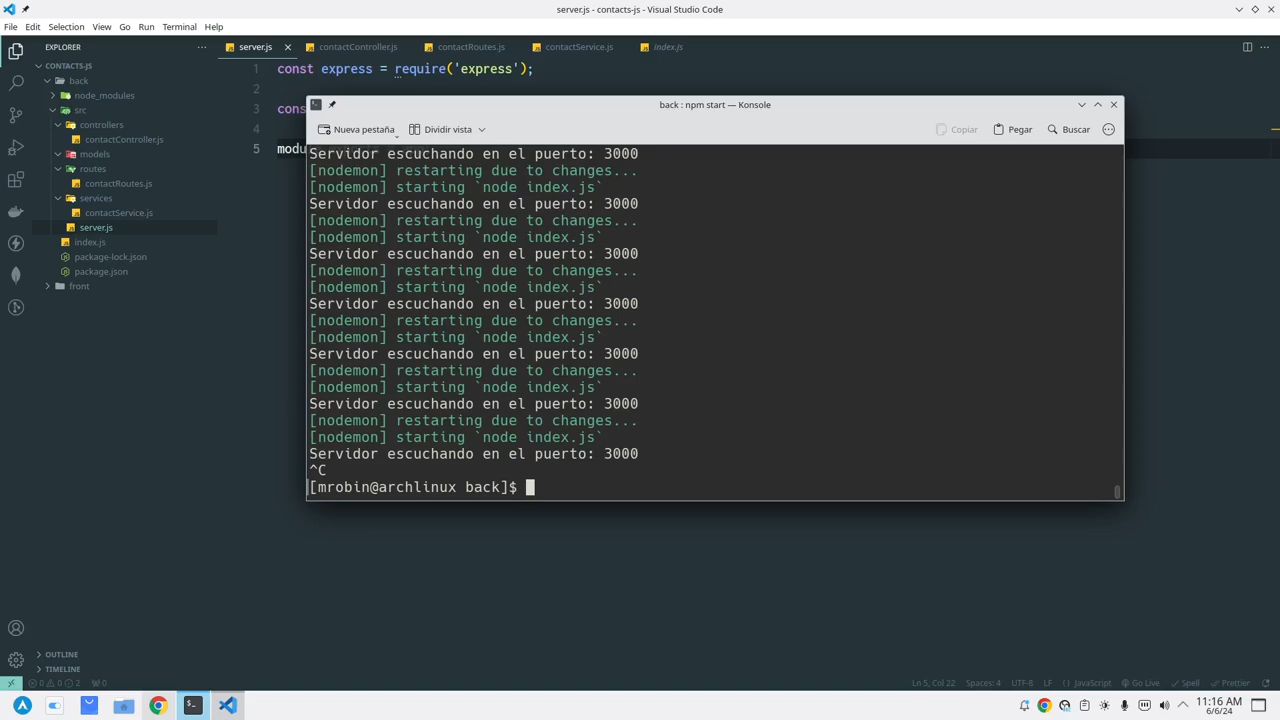 server.js - contacts-js - Visual Studio Code
File Edit Selection View Go Run Terminal Help
EXPLORER
server.js
contactController.js
contactRoutes.js
contactService.js
index.js
CONTACTS-JS
back
node_modules
src
controllers
contactController.js
models
routes
contactRoutes.js
services
contactService.js
server.js
index.js
package-lock.json
package.json
front
OUTLINE
TIMELINE
1 const express = require('express');
2
3 cons
4
5 modu
back : npm start — Konsole
Nueva pestaña Dividir vista Copiar Pegar Buscar
Servidor escuchando en el puerto: 3000
[nodemon] restarting due to changes...
[nodemon] starting `node index.js`
Servidor escuchando en el puerto: 3000
[nodemon] restarting due to changes...
[nodemon] starting `node index.js`
Servidor escuchando en el puerto: 3000
[nodemon] restarting due to changes...
[nodemon] starting `node index.js`
Servidor escuchando en el puerto: 3000
[nodemon] restarting due to changes...
[nodemon] starting `node index.js`
Servidor escuchando en el puerto: 3000
[nodemon] restarting due to changes...
[nodemon] starting `node index.js`
Servidor escuchando en el puerto: 3000
[nodemon] restarting due to changes...
[nodemon] starting `node index.js`
Servidor escuchando en el puerto: 3000
^C
[mrobin@archlinux back]$
0 0 2 0
Ln 5, Col 22 Spaces: 4 UTF-8 LF JavaScript Go Live Spell Prettier
11:16 AM
6/6/24